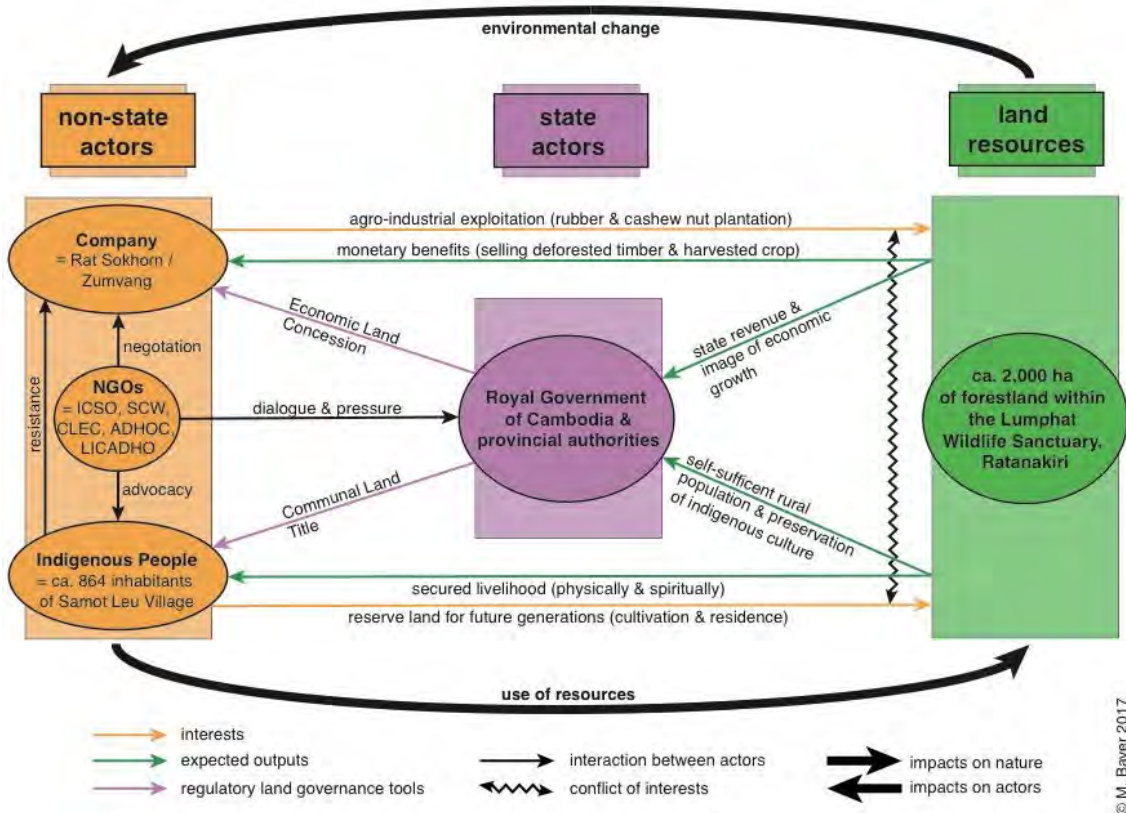 environmental change
non-state
actors
state
actors
land
resources
agro-industrial exploitation (rubber & cashew nut plantation)
monetary benefits (selling deforested timber & harvested crop)
Company
= Rat Sokhorn /
Zumvang
Economic Land
Concession
state revenue &
image of economic
growth
negotation
resistance
NGOs
= ICSO, SCW,
CLEC, ADHOC,
LICADHO
dialogue & pressure
Royal Government
of Cambodia &
provincial authorities
ca. 2,000 ha
of forestland within
the Lumphat
Wildlife Sanctuary,
Ratanakiri
advocacy
Communal Land
Title
self-sufficent rural
population & preservation
of indigenous culture
Indigenous People
= ca. 864 inhabitants
of Samot Leu Village
secured livelihood (physically & spiritually)
reserve land for future generations (cultivation & residence)
use of resources
interests
expected outputs
regulatory land governance tools
interaction between actors
conflict of interests
impacts on nature
impacts on actors
© M. Bayer 2017